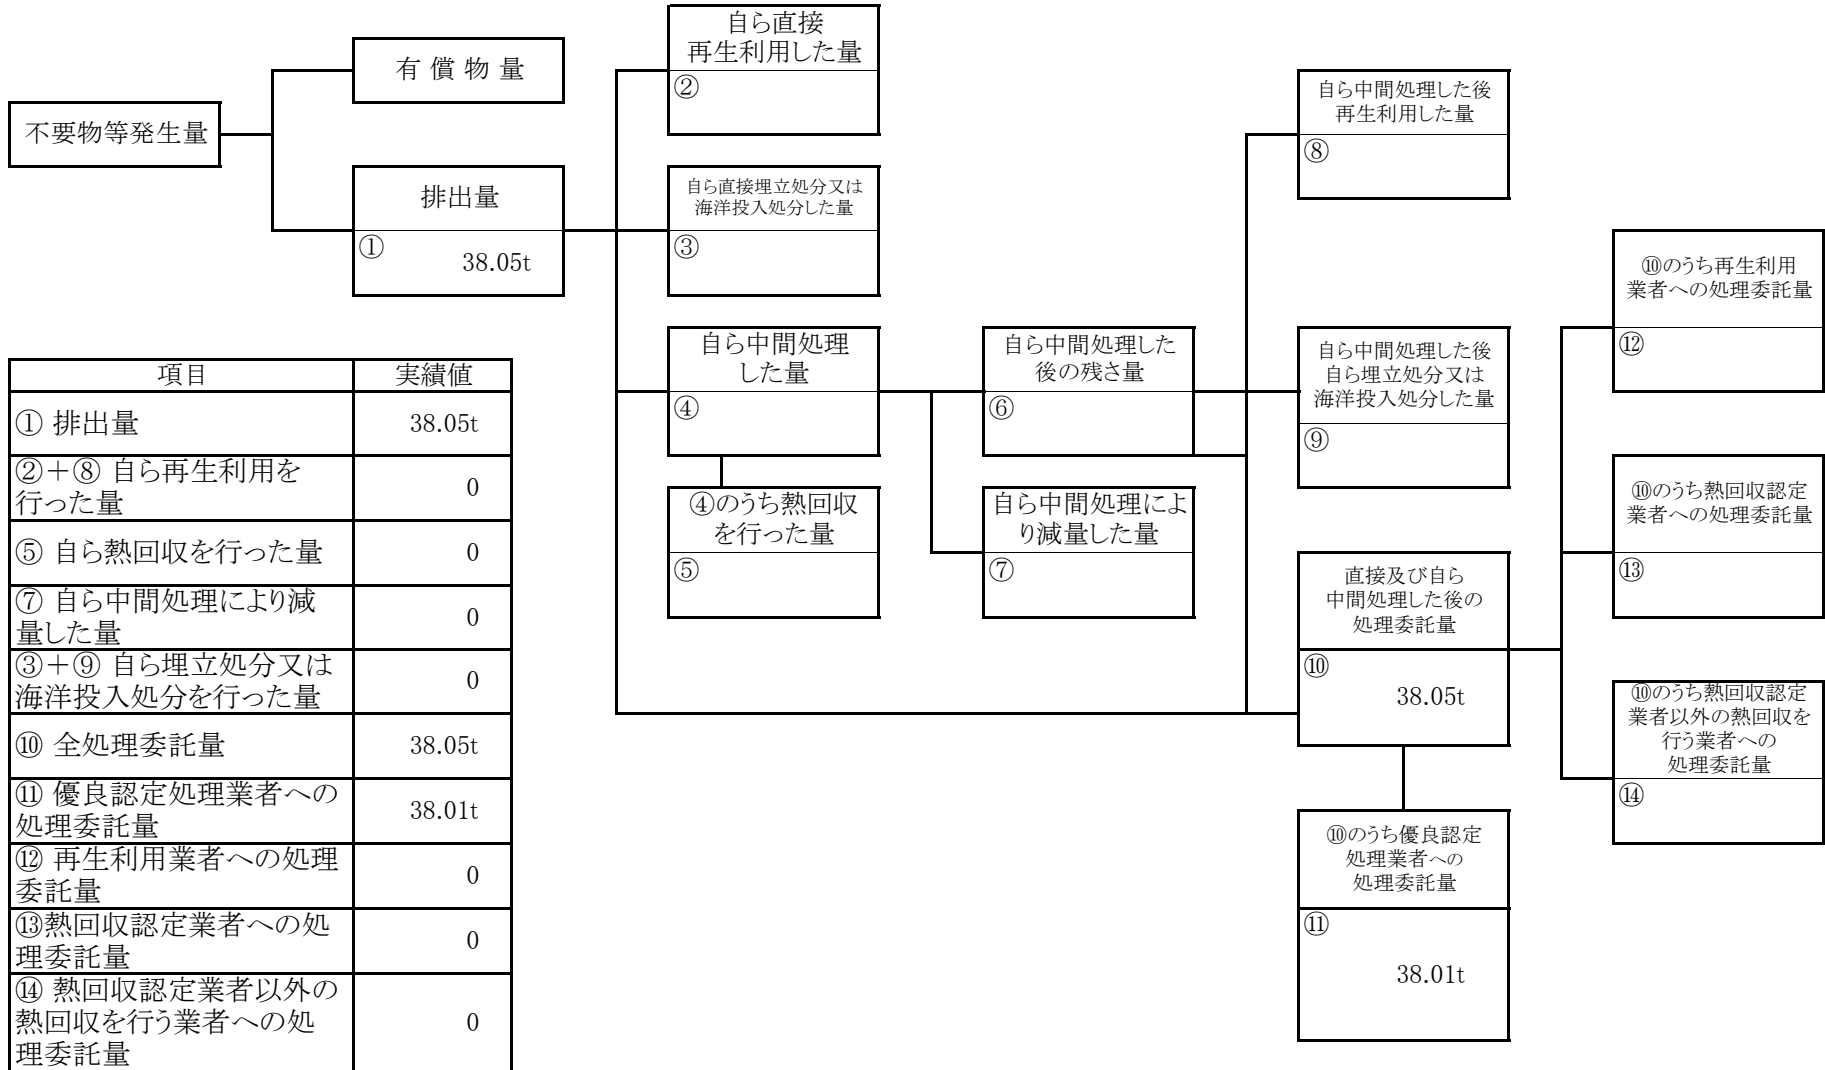 不要物等発生量
有 償 物 量
排出量
①
38.05t
自ら直接
再生利用した量
②
自ら直接埋立処分又は
海洋投入処分した量
③
自ら中間処理
した量
④
④のうち熱回収
を行った量
⑤
自ら中間処理した
後の残さ量
⑥
自ら中間処理によ
り減量した量
⑦
自ら中間処理した後
再生利用した量
⑧
自ら中間処理した後
自ら埋立処分又は
海洋投入処分した量
⑨
直接及び自ら
中間処理した後の
処理委託量
⑩
38.05t
⑩のうち優良認定
処理業者への
処理委託量
⑪
38.01t
⑩のうち再生利用
業者への処理委託量
⑫
⑩のうち熱回収認定
業者への処理委託量
⑬
⑩のうち熱回収認定
業者以外の熱回収を
行う業者への
処理委託量
⑭
項目 実績値
① 排出量 38.05t
②＋⑧ 自ら再生利用を
行った量 0
⑤ 自ら熱回収を行った量 0
⑦ 自ら中間処理により減
量した量 0
③＋⑨ 自ら埋立処分又は
海洋投入処分を行った量 0
⑩ 全処理委託量 38.05t
⑪ 優良認定処理業者への
処理委託量 38.01t
⑫ 再生利用業者への処理
委託量 0
⑬熱回収認定業者への処
理委託量 0
⑭ 熱回収認定業者以外の
熱回収を行う業者への処
理委託量 0